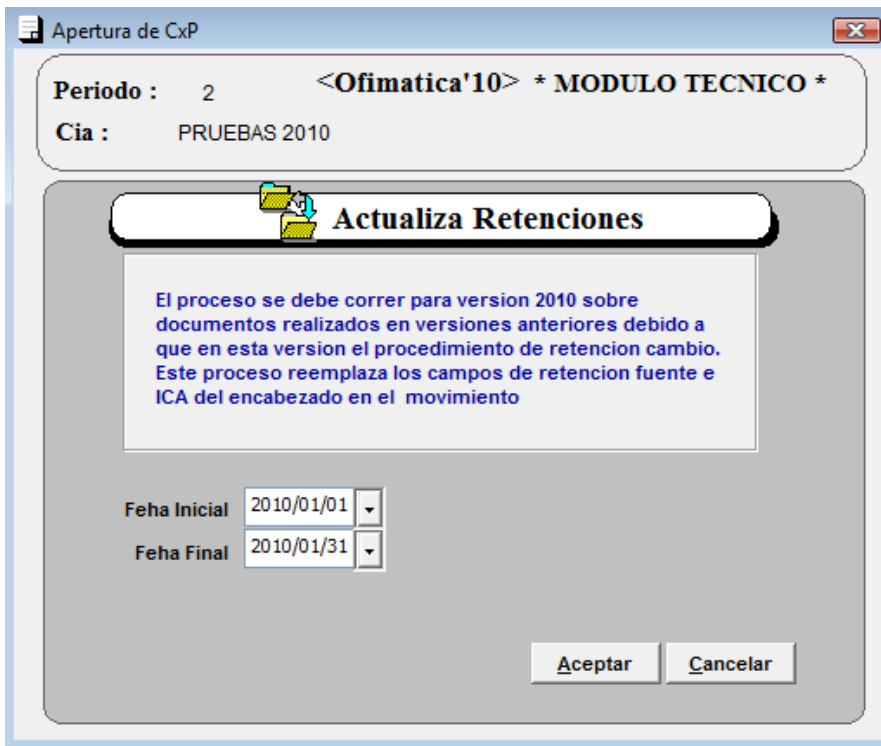 Apertura de CxP
Periodo : 2 <Ofimatica'10> * MODULO TECNICO *
Cia : PRUEBAS 2010
Actualiza Retenciones
El proceso se debe correr para version 2010 sobre
documentos realizados en versiones anteriores debido a
que en esta version el procedimiento de retencion cambio.
Este proceso reemplaza los campos de retencion fuente e
ICA del encabezado en el movimiento
Feha Inicial 2010/01/01
Feha Final 2010/01/31
Aceptar Cancelar